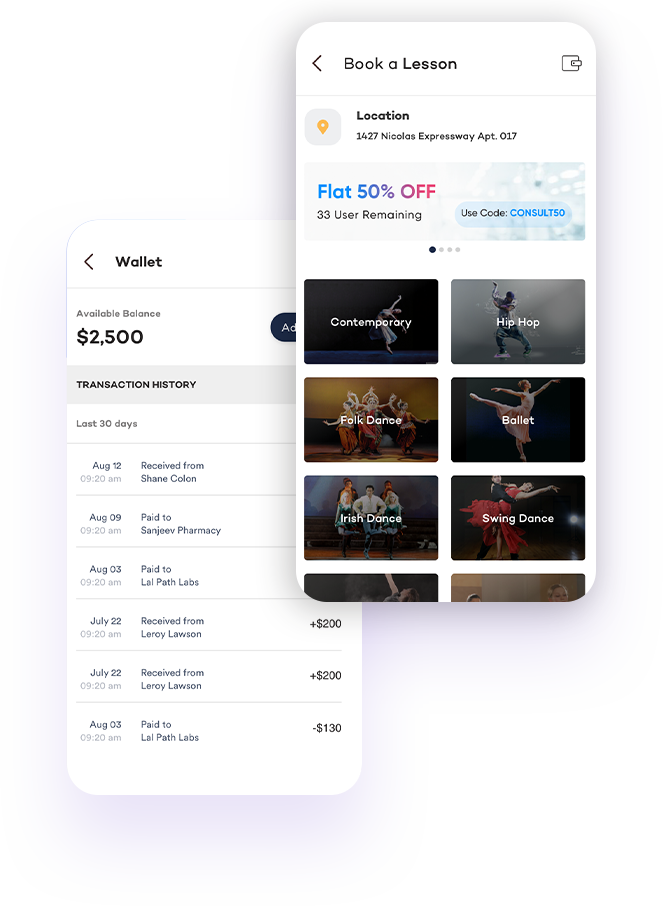 Book a Lesson
Location
1427 Nicolas Expressway Apt. 017
Flat 50% OFF
33 User Remaining
Use Code: CONSULT50
Contemporary
Hip Hop
Folk Dance
Ballet
Irish Dance
Swing Dance
Wallet
Available Balance
$2,500
TRANSACTION HISTORY
Last 30 days
Aug 12
09:20 am
Received from
Shane Colon
Aug 09
09:20 am
Paid to
Sanjeev Pharmacy
Aug 03
09:20 am
Paid to
Lal Path Labs
July 22
09:20 am
Received from
Leroy Lawson
+$200
July 22
09:20 am
Received from
Leroy Lawson
+$200
Aug 03
09:20 am
Paid to
Lal Path Labs
-$130